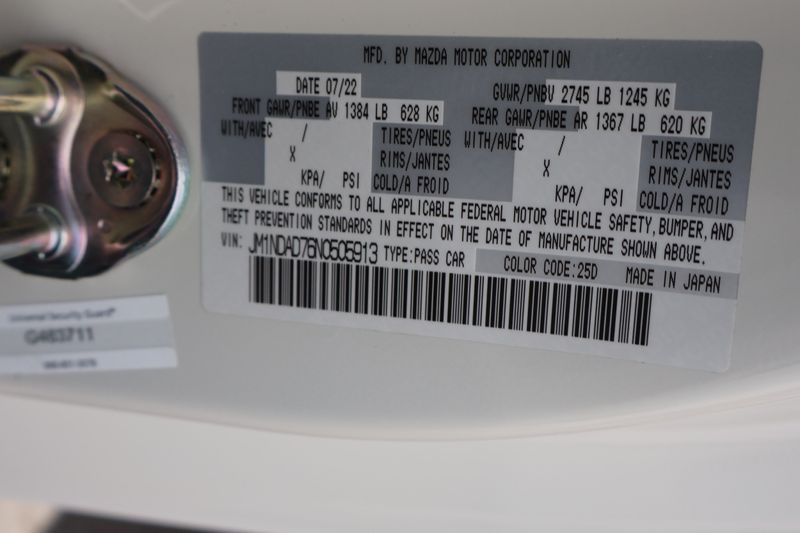 MFD. BY MAZDA MOTOR CORPORATION
DATE 07/22 GVWR/PNBV 2745 LB 1245 KG
FRONT GAWR/PNBE AV 1384 LB 628 KG REAR GAWR/PNBE AR 1367 LB 620 KG
WITH/AVEC / TIRES/PNEUS WITH/AVEC / TIRES/PNEUS
X RIMS/JANTES X RIMS/JANTES
KPA/ PSI COLD/A FROID KPA/ PSI COLD/A FROID
THIS VEHICLE CONFORMS TO ALL APPLICABLE FEDERAL MOTOR VEHICLE SAFETY, BUMPER, AND
THEFT PREVENTION STANDARDS IN EFFECT ON THE DATE OF MANUFACTURE SHOWN ABOVE.
VIN: JM1NDAD76N0505913 TYPE:PASS CAR COLOR CODE:25D MADE IN JAPAN
Universal Security Guard®
G483711